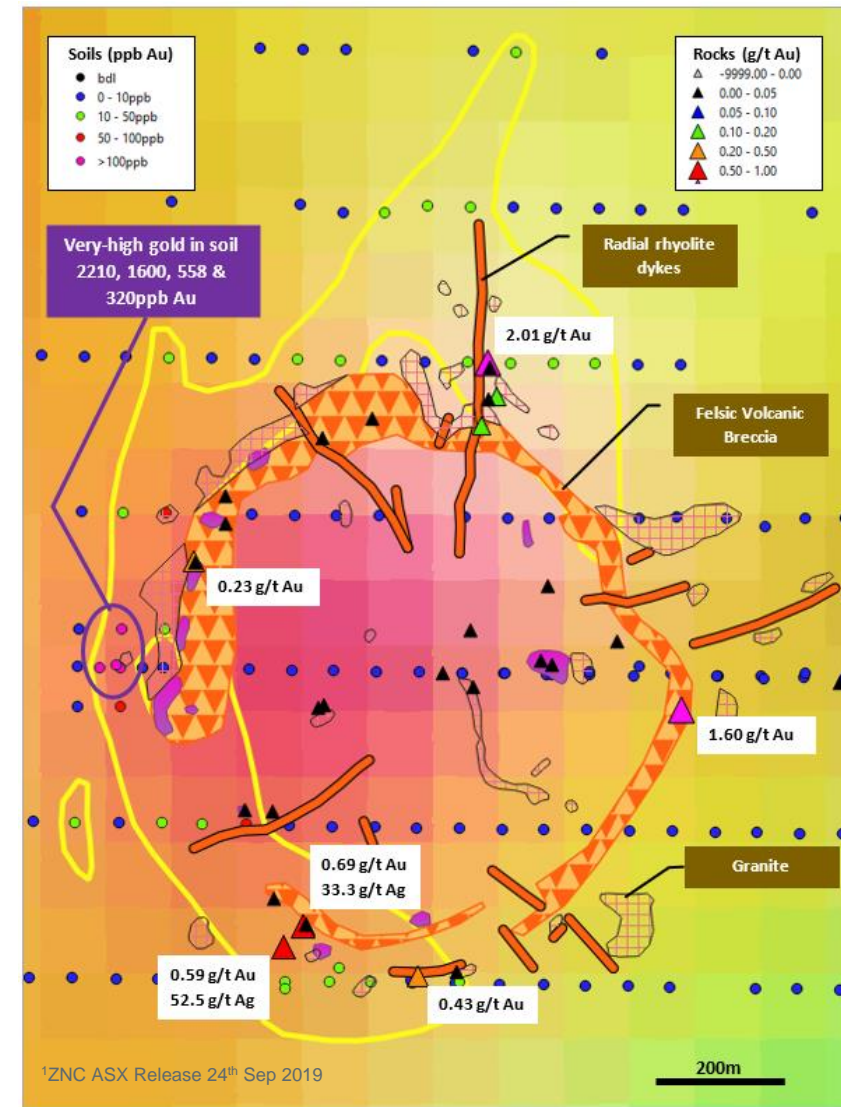 Soils (ppb Au)
bdl
0 - 10ppb
10 - 50ppb
50 - 100ppb
>100ppb
Rocks (g/t Au)
-9999.00 - 0.00
0.00 - 0.05
0.05 - 0.10
0.10 - 0.20
0.20 - 0.50
0.50 - 1.00
Very-high gold in soil
2210, 1600, 558 &
320ppb Au
Radial rhyolite
dykes
2.01 g/t Au
Felsic Volcanic
Breccia
0.23 g/t Au
1.60 g/t Au
0.69 g/t Au
33.3 g/t Ag
Granite
0.59 g/t Au
52.5 g/t Ag
0.43 g/t Au
¹ZNC ASX Release 24th Sep 2019
200m